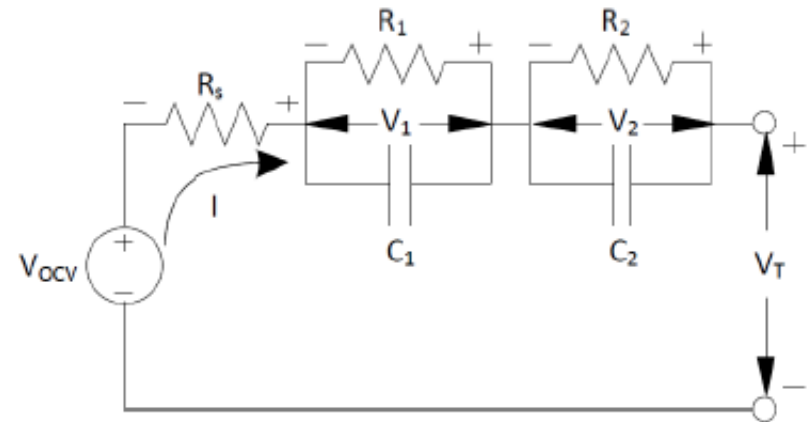 R₁
R₂
− +
− +
Rₛ
− +
V₁
V₂
+
I
C₁
C₂
+
V_OCV
−
V_T
−